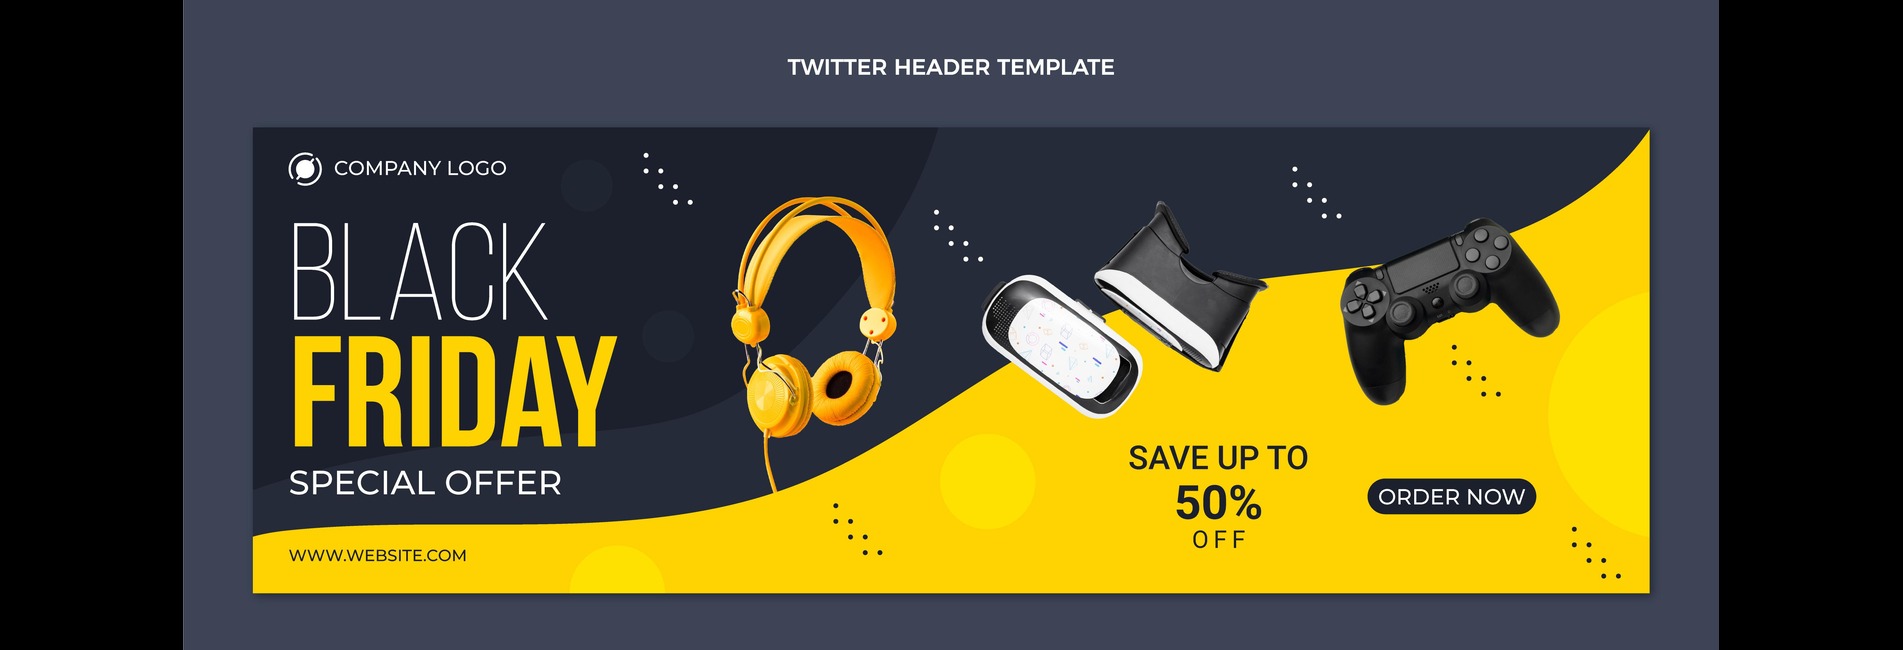 TWITTER HEADER TEMPLATE
COMPANY LOGO
BLACK
FRIDAY
SPECIAL OFFER
WWW.WEBSITE.COM
SAVE UP TO
50%
OFF
ORDER NOW